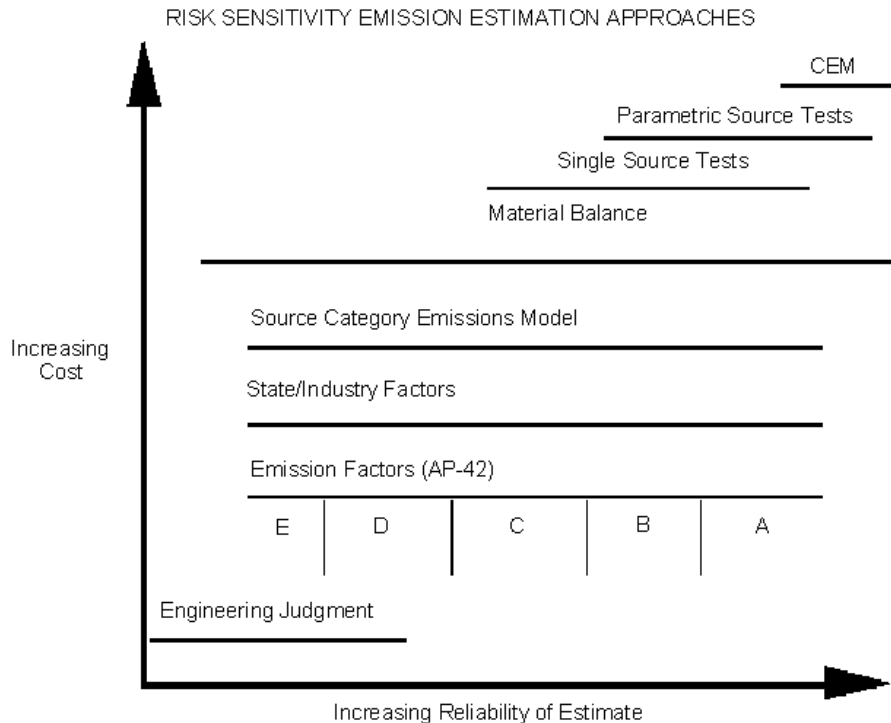 RISK SENSITIVITY EMISSION ESTIMATION APPROACHES
CEM
Parametric Source Tests
Single Source Tests
Material Balance
Source Category Emissions Model
Increasing
Cost
State/Industry Factors
Emission Factors (AP-42)
E D C B A
Engineering Judgment
Increasing Reliability of Estimate